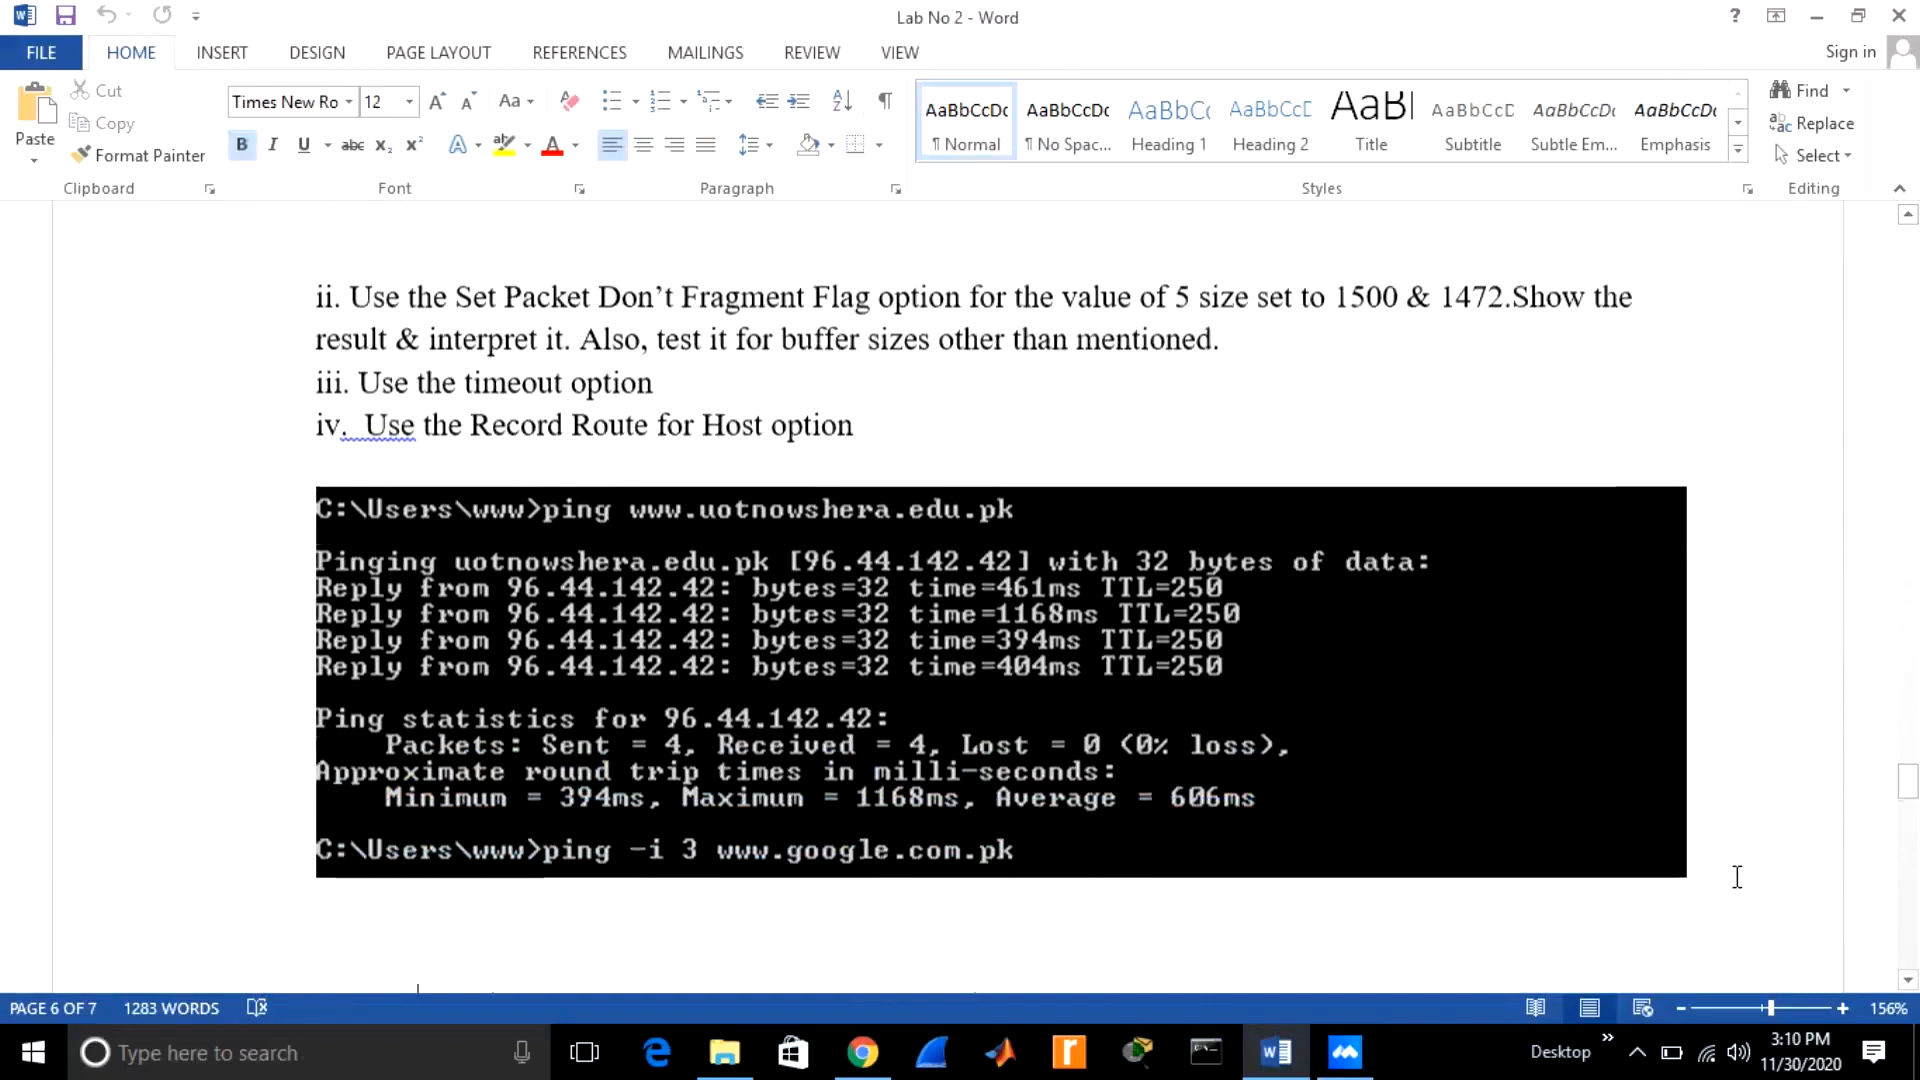 Lab No 2 - Word
?
FILE HOME INSERT DESIGN PAGE LAYOUT REFERENCES MAILINGS REVIEW VIEW Sign in
Paste
Cut
Copy
Format Painter
Clipboard
Times New Ro 12
Aa
B I U abc X₂ X² A ab A
Font
Paragraph
AaBbCcDc ¶ Normal
AaBbCcDc ¶ No Spac...
AaBbCc Heading 1
AaBbCcC Heading 2
AaBl Title
AaBbCcC Subtitle
AaBbCcDc Subtle Em...
AaBbCcDc Emphasis
Styles
Find
Replace
Select
Editing
ii. Use the Set Packet Don’t Fragment Flag option for the value of 5 size set to 1500 & 1472.Show the
result & interpret it. Also, test it for buffer sizes other than mentioned.
iii. Use the timeout option
iv.  Use the Record Route for Host option
C:\Users\www>ping www.uotnowshera.edu.pk
Pinging uotnowshera.edu.pk [96.44.142.42] with 32 bytes of data:
Reply from 96.44.142.42: bytes=32 time=461ms TTL=250
Reply from 96.44.142.42: bytes=32 time=1168ms TTL=250
Reply from 96.44.142.42: bytes=32 time=394ms TTL=250
Reply from 96.44.142.42: bytes=32 time=404ms TTL=250
Ping statistics for 96.44.142.42:
Packets: Sent = 4, Received = 4, Lost = 0 (0% loss),
Approximate round trip times in milli-seconds:
Minimum = 394ms, Maximum = 1168ms, Average = 606ms
C:\Users\www>ping -i 3 www.google.com.pk
PAGE 6 OF 7 1283 WORDS 156%
Type here to search
Desktop
3:10 PM
11/30/2020